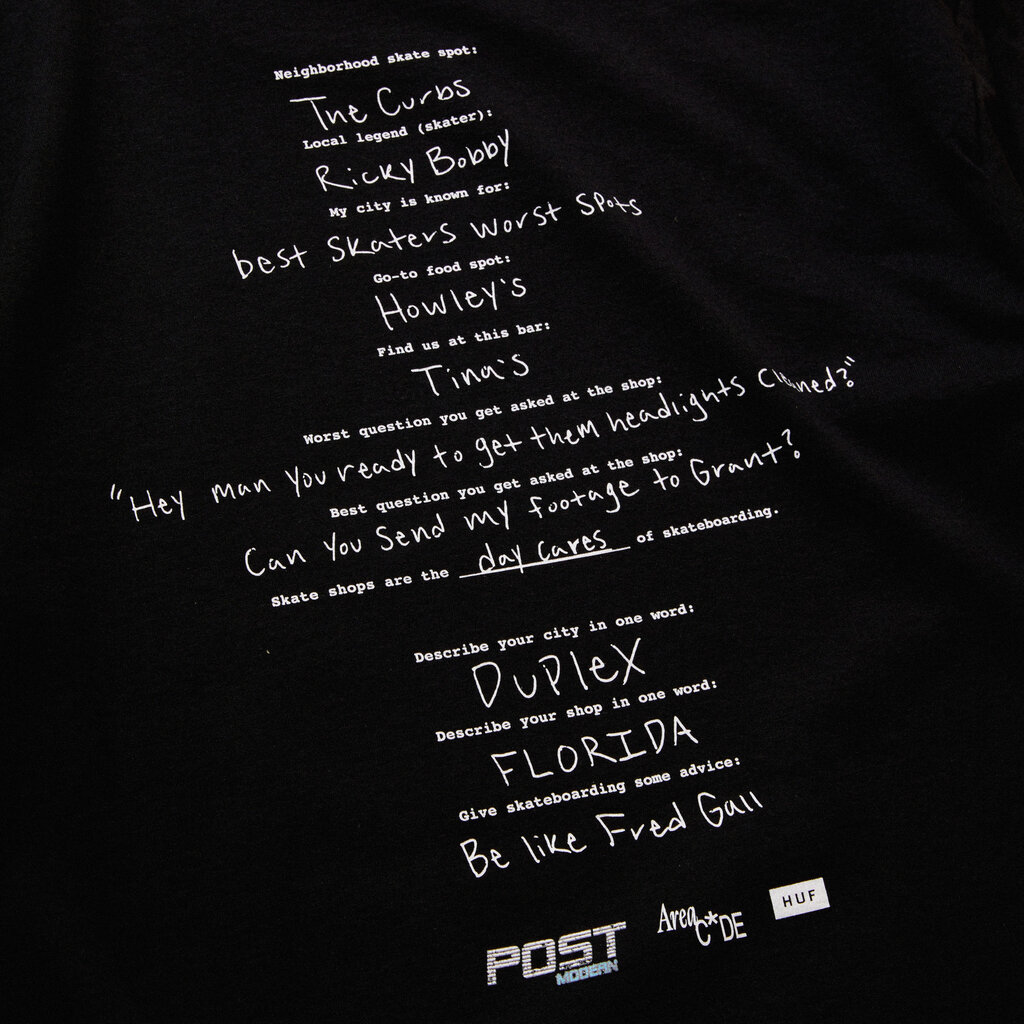 Neighborhood skate spot:
The Curbs
Local legend (skater):
Ricky Bobby
My city is known for:
best skaters worst spots
Go-to food spot:
Howley's
Find us at this bar:
Tina's
Worst question you get asked at the shop:
"Hey man you ready to get them headlights cleaned?"
Best question you get asked at the shop:
Can you send my footage to Grant?
Skate shops are the day cares of skateboarding.
Describe your city in one word:
DUPleX
Describe your shop in one word:
FLORIDA
Give skateboarding some advice:
Be like Fred Gall
POST
MODERN
Area
C*DE
HUF